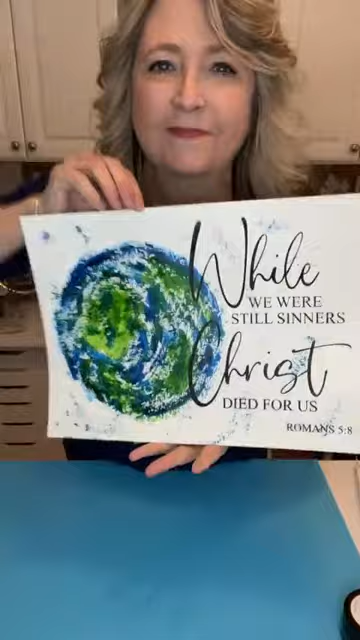 While
WE WERE
STILL SINNERS
Christ
DIED FOR US
ROMANS 5:8